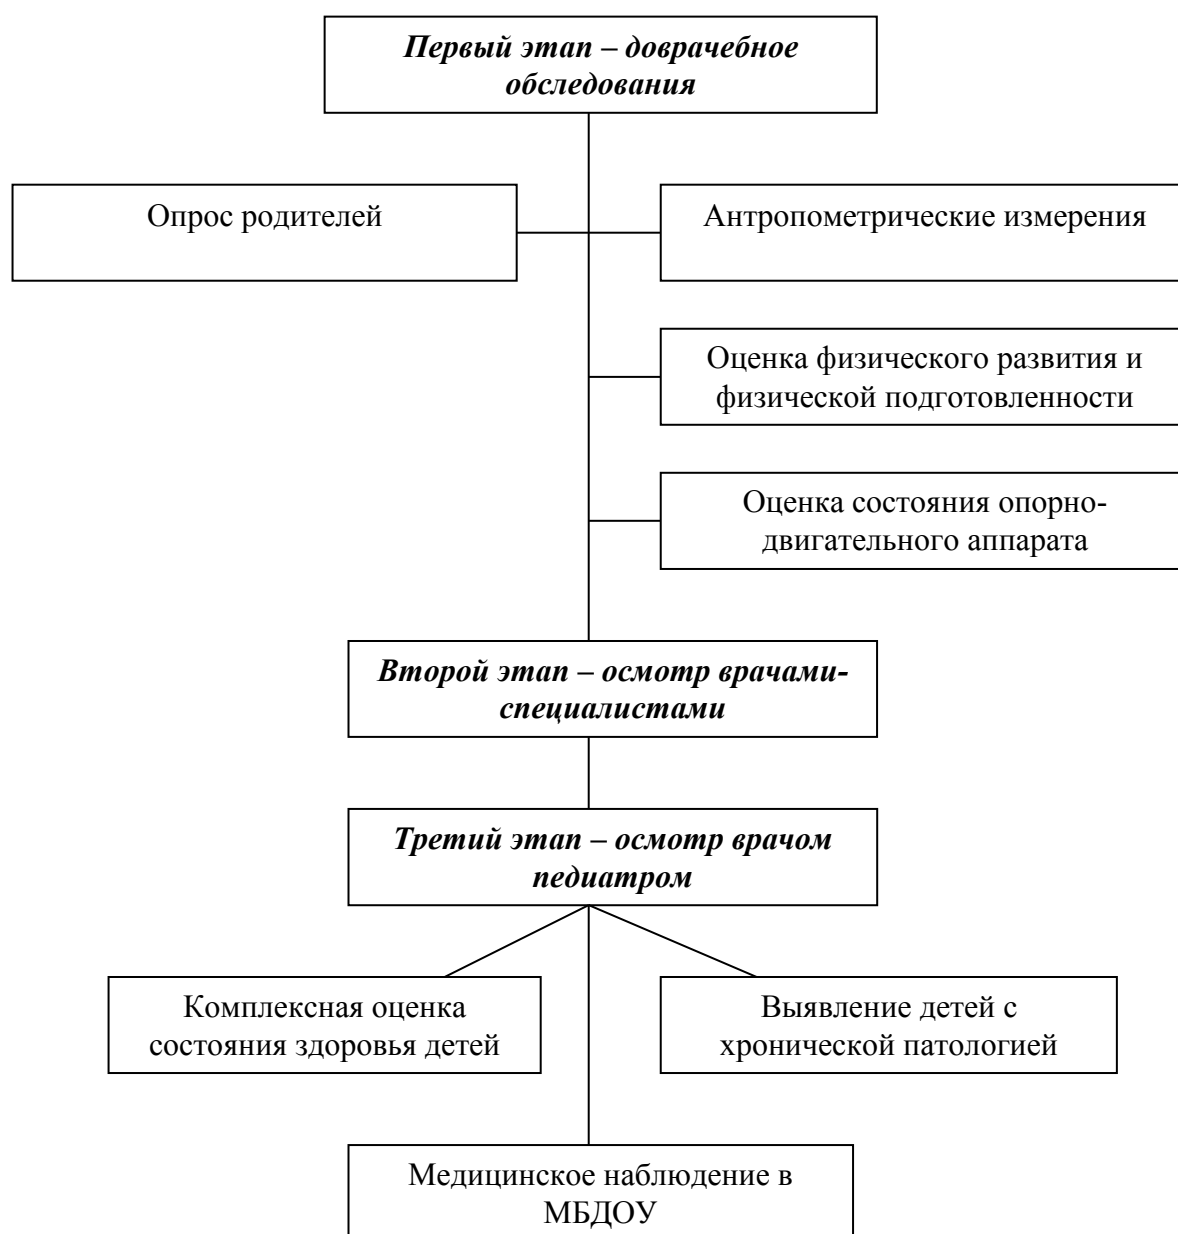 Первый этап – доврачебное
обследования
Опрос родителей
Антропометрические измерения
Оценка физического развития и
физической подготовленности
Оценка состояния опорно-
двигательного аппарата
Второй этап – осмотр врачами-
специалистами
Третий этап – осмотр врачом
педиатром
Комплексная оценка
состояния здоровья детей
Выявление детей с
хронической патологией
Медицинское наблюдение в
МБДОУ